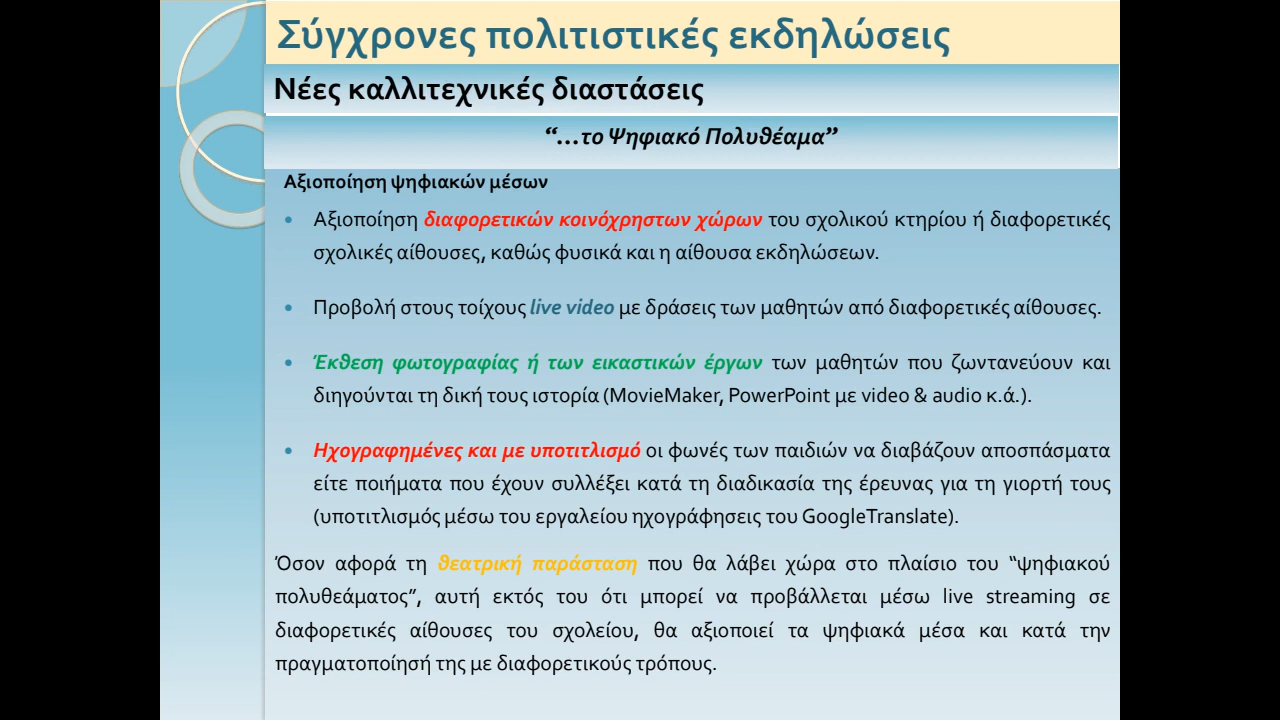 Σύγχρονες πολιτιστικές εκδηλώσεις
Νέες καλλιτεχνικές διαστάσεις
“…το Ψηφιακό Πολυθέαμα”
Αξιοποίηση ψηφιακών μέσων
• Αξιοποίηση διαφορετικών κοινόχρηστων χώρων του σχολικού κτηρίου ή διαφορετικές
σχολικές αίθουσες, καθώς φυσικά και η αίθουσα εκδηλώσεων.
• Προβολή στους τοίχους live video με δράσεις των μαθητών από διαφορετικές αίθουσες.
• Έκθεση φωτογραφίας ή των εικαστικών έργων των μαθητών που ζωντανεύουν και
διηγούνται τη δική τους ιστορία (MovieMaker, PowerPoint με video & audio κ.ά.).
• Ηχογραφημένες και με υποτιτλισμό οι φωνές των παιδιών να διαβάζουν αποσπάσματα
είτε ποιήματα που έχουν συλλέξει κατά τη διαδικασία της έρευνας για τη γιορτή τους
(υποτιτλισμός μέσω του εργαλείου ηχογράφησεις του GoogleTranslate).
Όσον αφορά τη θεατρική παράσταση που θα λάβει χώρα στο πλαίσιο του “ψηφιακού
πολυθεάματος”, αυτή εκτός του ότι μπορεί να προβάλλεται μέσω live streaming σε
διαφορετικές αίθουσες του σχολείου, θα αξιοποιεί τα ψηφιακά μέσα και κατά την
πραγματοποίησή της με διαφορετικούς τρόπους.